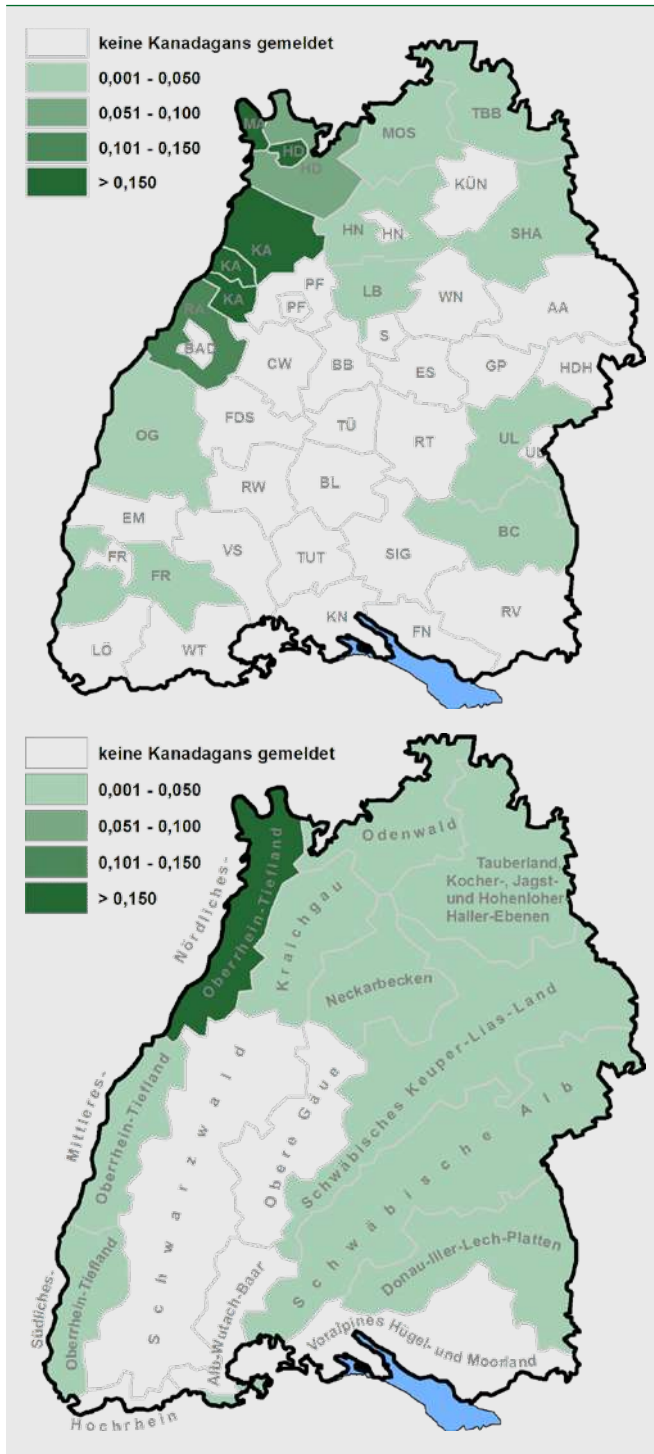 keine Kanadagans gemeldet
0,001 - 0,050
0,051 - 0,100
0,101 - 0,150
> 0,150
MA
HD
HD
MOS
TBB
KÜN
HN
HN
SHA
KA
KA
KA
RA
BAD
PF
PF
LB
WN
AA
S
CW
BB
ES
GP
HDH
OG
FDS
TÜ
RT
UL
UL
RW
BL
BC
EM
FR
FR
VS
TUT
SIG
LÖ
WT
KN
FN
RV
keine Kanadagans gemeldet
0,001 - 0,050
0,051 - 0,100
0,101 - 0,150
> 0,150
Nördliches-
Oberrhein-Tiefland
Odenwald
Tauberland,
Kocher-, Jagst-
und Hohenloher
Haller-Ebenen
Kraichgau
Neckarbecken
Schwäbisches Keuper-Lias-Land
Mittleres-
Oberrhein-Tiefland
Schwarzwald
Obere Gäue
Schwäbische Alb
Donau-Iller-Lech-Platten
Südliches-
Oberrhein-Tiefland
Alb-Wutach-Baar
Voralpines Hügel- und Moorland
Hochrhein